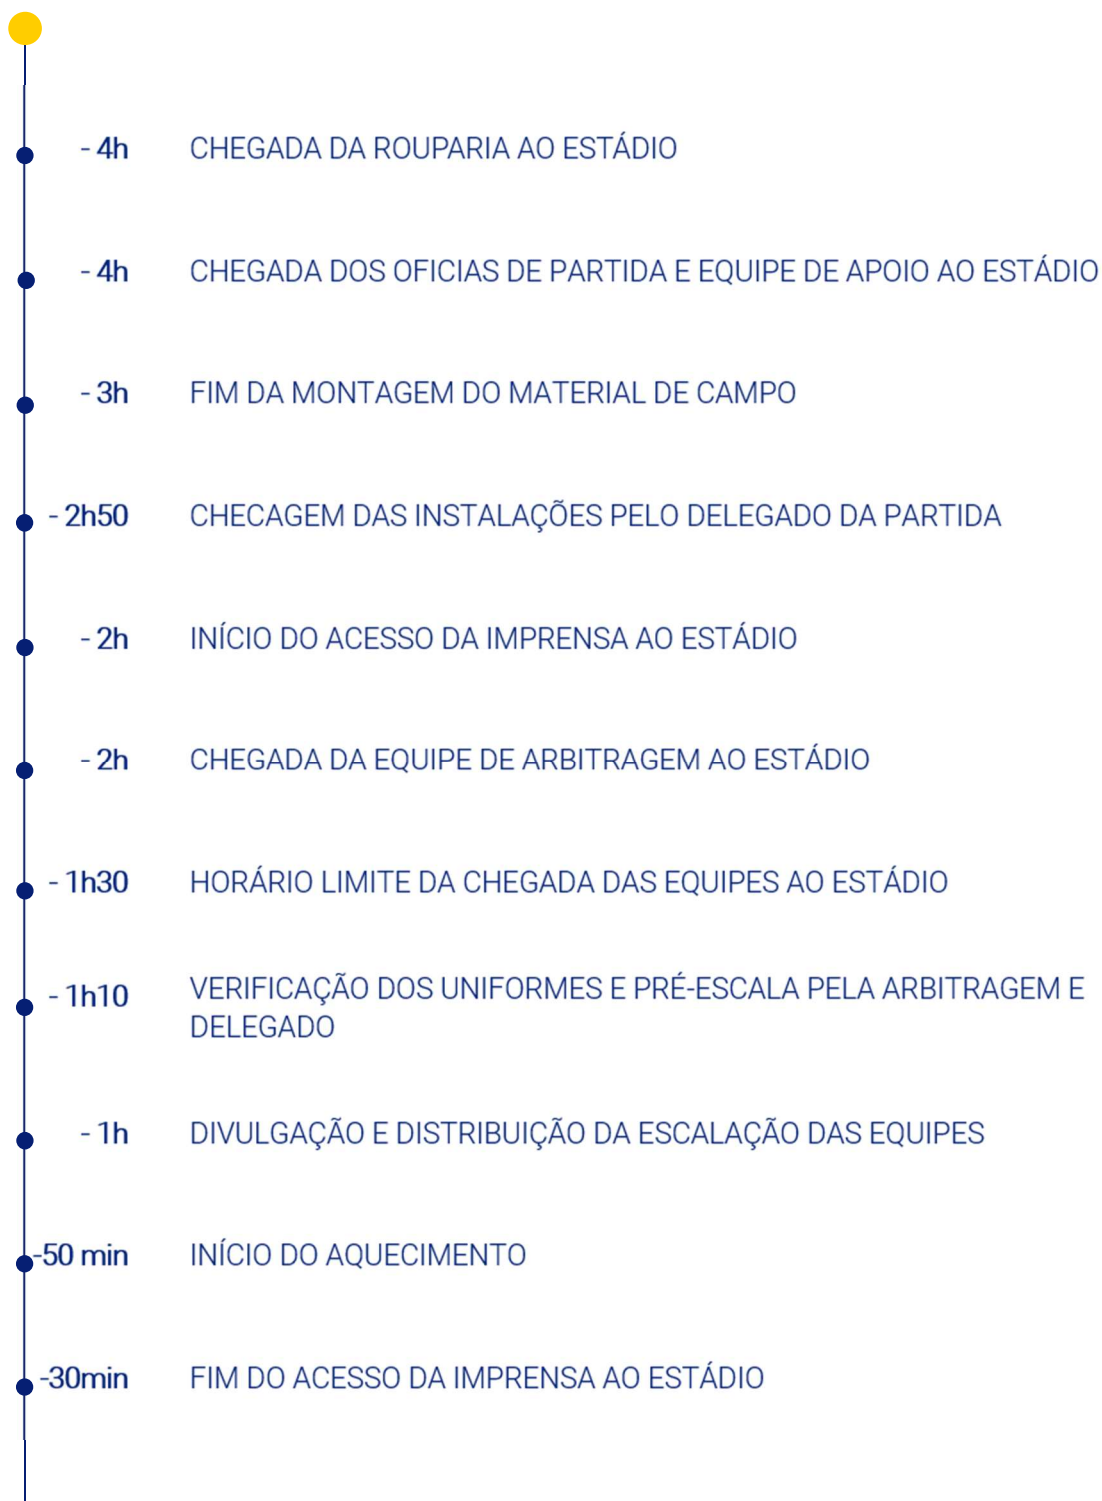 - 4h CHEGADA DA ROUPARIA AO ESTÁDIO
- 4h CHEGADA DOS OFICIAS DE PARTIDA E EQUIPE DE APOIO AO ESTÁDIO
- 3h FIM DA MONTAGEM DO MATERIAL DE CAMPO
- 2h50 CHECAGEM DAS INSTALAÇÕES PELO DELEGADO DA PARTIDA
- 2h INÍCIO DO ACESSO DA IMPRENSA AO ESTÁDIO
- 2h CHEGADA DA EQUIPE DE ARBITRAGEM AO ESTÁDIO
- 1h30 HORÁRIO LIMITE DA CHEGADA DAS EQUIPES AO ESTÁDIO
- 1h10 VERIFICAÇÃO DOS UNIFORMES E PRÉ-ESCALA PELA ARBITRAGEM E
DELEGADO
- 1h DIVULGAÇÃO E DISTRIBUIÇÃO DA ESCALAÇÃO DAS EQUIPES
-50 min INÍCIO DO AQUECIMENTO
-30min FIM DO ACESSO DA IMPRENSA AO ESTÁDIO